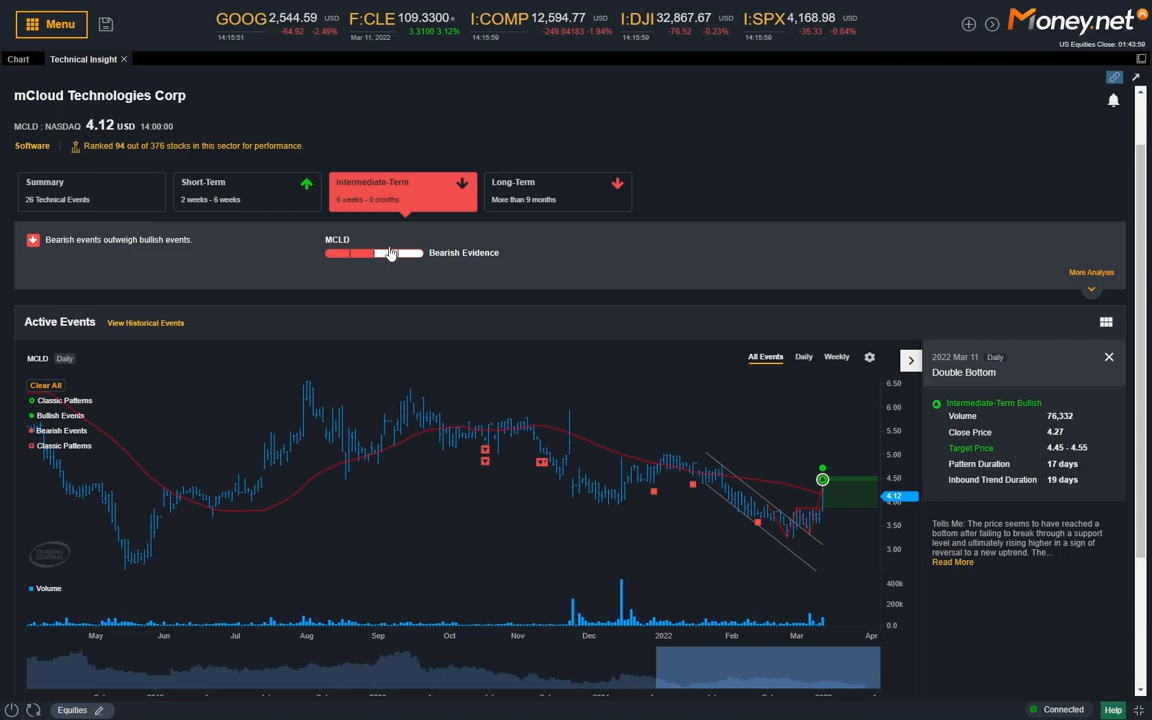 Menu
GOOG 2,544.59 USD
14:15:51 -64.92 -2.49%
F:CLE 109.3300 e
Mar 11, 2022 3.3100 3.12%
I:COMP 12,594.77 USD
14:15:59 -249.04183 -1.94%
I:DJI 32,867.67 USD
14:15:59 -76.52 -0.23%
I:SPX 4,168.98 USD
14:15:59 -35.33 -0.84%
Money.net
US Equities Close: 01:43:59
Chart
Technical Insight
mCloud Technologies Corp
MCLD : NASDAQ 4.12 USD 14:00:00
Software
Ranked 94 out of 376 stocks in this sector for performance.
Summary
26 Technical Events
Short-Term
2 weeks - 6 weeks
Intermediate-Term
6 weeks - 9 months
Long-Term
More than 9 months
Bearish events outweigh bullish events.
MCLD
Bearish Evidence
More Analysis
Active Events
View Historical Events
MCLD Daily
All Events Daily Weekly
Clear All
Classic Patterns
Bullish Events
Bearish Events
Classic Patterns
6.50
6.00
5.50
5.00
4.50
4.12
4.00
3.50
3.00
TRADING CENTRAL
Volume
400k
200k
0.0
May Jun Jul Aug Sep Oct Nov Dec 2022 Feb Mar Apr
2022 Mar 11 Daily
Double Bottom
Intermediate-Term Bullish
Volume 76,332
Close Price 4.27
Target Price 4.45 - 4.55
Pattern Duration 17 days
Inbound Trend Duration 19 days
Tells Me: The price seems to have reached a
bottom after failing to break through a support
level and ultimately rising higher in a sign of
reversal to a new uptrend. The...
Read More
Equities
Connected
Help